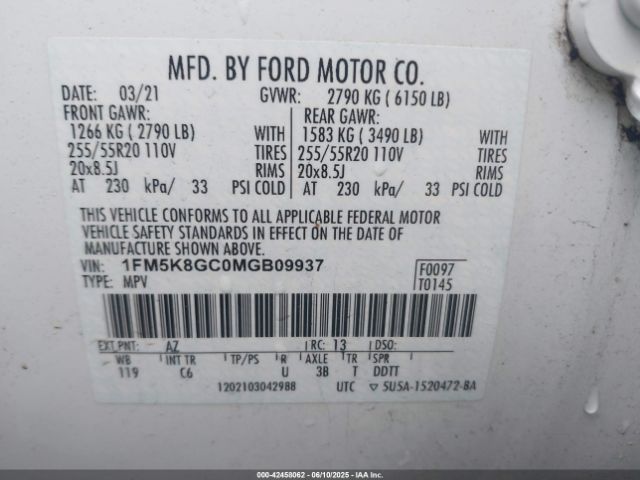 MFD. BY FORD MOTOR CO.
DATE: 03/21 GVWR: 2790 KG ( 6150 LB)
FRONT GAWR: REAR GAWR:
1266 KG ( 2790 LB) WITH 1583 KG ( 3490 LB) WITH
255/55R20 110V TIRES 255/55R20 110V TIRES
20x8.5J RIMS 20x8.5J RIMS
AT 230 kPa/ 33 PSI COLD AT 230 kPa/ 33 PSI COLD
THIS VEHICLE CONFORMS TO ALL APPLICABLE FEDERAL MOTOR
VEHICLE SAFETY STANDARDS IN EFFECT ON THE DATE OF
MANUFACTURE SHOWN ABOVE.
VIN: 1FM5K8GC0MGB09937 F0097
TYPE: MPV T0145
EXT PNT: AZ RC: 13 DSO:
WB INT TR TP/PS R AXLE TR SPR
119 C6 U 3B T DDTT
1202103042988 UTC ▽ 5U5A-1520472-BA
000-42458062 - 06/10/2025 - IAAI Inc.